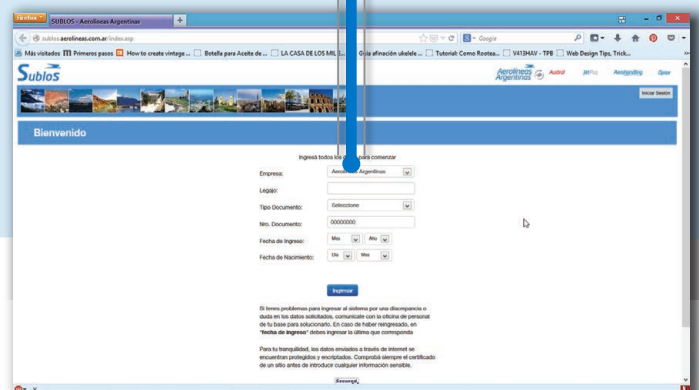 Firefox
SUBLOS - Aerolíneas Argentinas
sublos.aerolineas.com.ar/index.asp
Google
Más visitados Primeros pasos How to create vintage ... Botella para Aceite de ... LA CASA DE LOS MIL E... Guía afinación ukelele ... Tutorial: Como Rootea... V413HAV - TPB Web Design Tips, Trick...
Sublos
Aerolíneas Argentinas Austral
Iniciar Sesión
Bienvenido
Ingresá todos los para comenzar
Empresa: Argentinas
Legajo:
Tipo Documento: Seleccione
Nro. Documento: 00000000
Fecha de Ingreso: Mes Año
Fecha de Nacimiento: Día Mes
Ingresar
Si tenes problemas para ingresar al sistema por una discrepancia o
duda en los datos solicitados, comunicate con la oficina de personal
de tu base para solucionarlo. En caso de haber reingresado, en
"fecha de ingreso" debes ingresar la última que corresponda
Para tu tranquilidad, los datos enviados a través de internet se
encuentran protegidos y encriptados. Comprobá siempre el certificado
de un sitio antes de introducir cualquier información sensible.